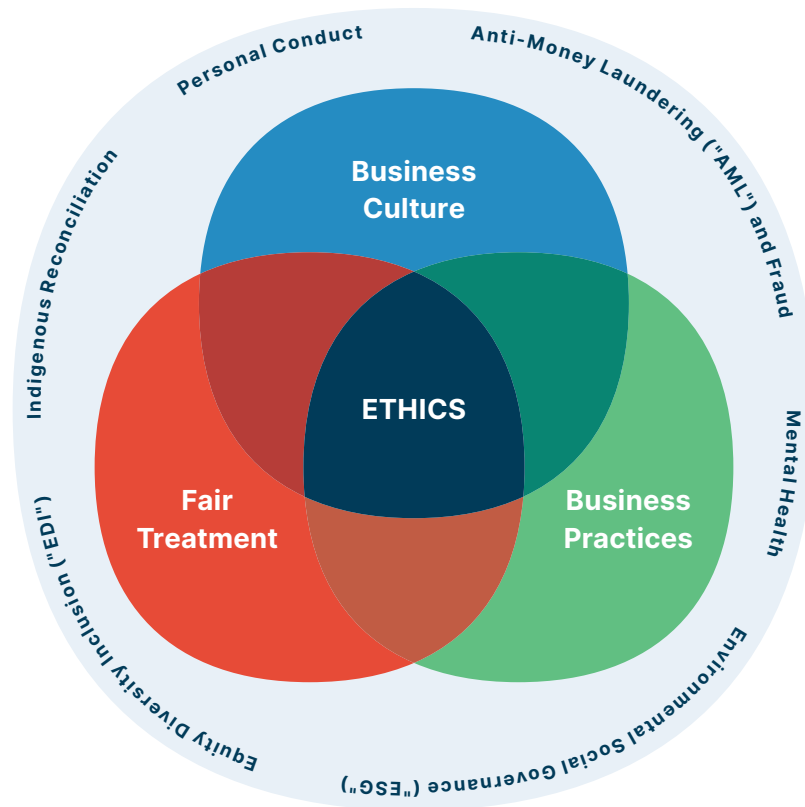 Personal Conduct
Anti-Money Laundering ("AML") and Fraud
Indigenous Reconciliation
Business
Culture
ETHICS
Mental Health
Fair
Treatment
Business
Practices
Equity Diversity Inclusion ("EDI")
Environmental Social Governance ("ESG")